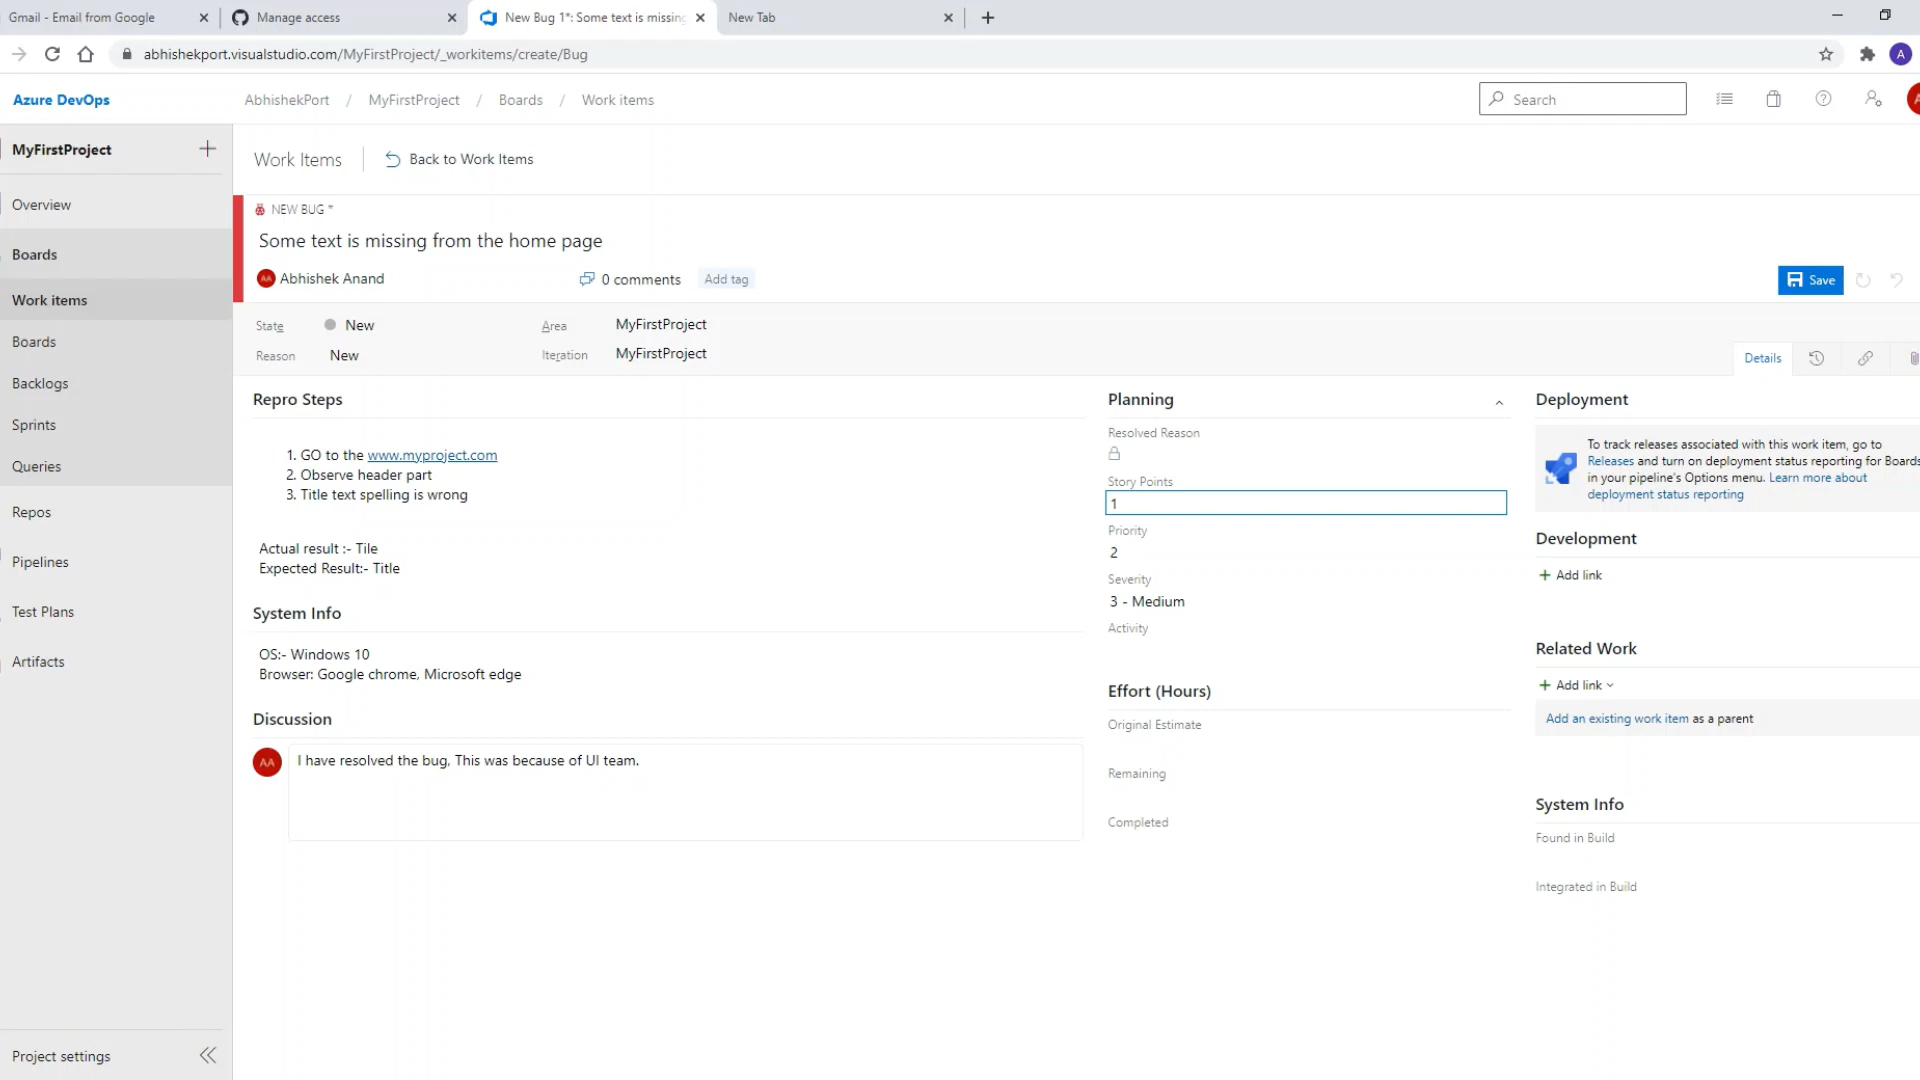 Gmail - Email from Google
Manage access
New Bug 1*: Some text is missing
New Tab
abhishekport.visualstudio.com/MyFirstProject/_workitems/create/Bug
A
Azure DevOps
AbhishekPort / MyFirstProject / Boards / Work items
Search
MyFirstProject
Overview
Boards
Work items
Boards
Backlogs
Sprints
Queries
Repos
Pipelines
Test Plans
Artifacts
Project settings
Work Items
Back to Work Items
NEW BUG *
Some text is missing from the home page
AA Abhishek Anand
0 comments
Add tag
Save
State New
Reason New
Area MyFirstProject
Iteration MyFirstProject
Details
Repro Steps
1. GO to the www.myproject.com
2. Observe header part
3. Title text spelling is wrong
Actual result :- Tile
Expected Result:- Title
System Info
OS:- Windows 10
Browser: Google chrome, Microsoft edge
Discussion
AA
I have resolved the bug, This was because of UI team.
Planning
Resolved Reason
Story Points
1
Priority
2
Severity
3 - Medium
Activity
Effort (Hours)
Original Estimate
Remaining
Completed
Deployment
To track releases associated with this work item, go to
Releases and turn on deployment status reporting for Boards
in your pipeline's Options menu. Learn more about
deployment status reporting
Development
+ Add link
Related Work
+ Add link
Add an existing work item as a parent
System Info
Found in Build
Integrated in Build